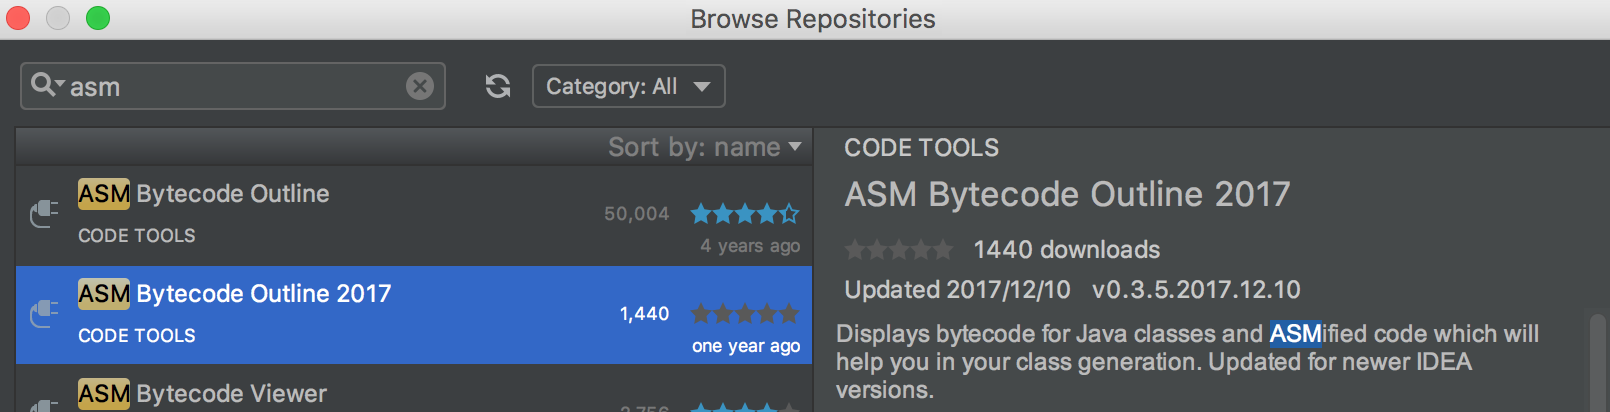 Browse Repositories
asm
Category: All
Sort by: name
ASM Bytecode Outline
50,004
CODE TOOLS
4 years ago
ASM Bytecode Outline 2017
1,440
CODE TOOLS
one year ago
ASM Bytecode Viewer
2,756
CODE TOOLS
ASM Bytecode Outline 2017
1440 downloads
Updated 2017/12/10 v0.3.5.2017.12.10
Displays bytecode for Java classes and ASMified code which will
help you in your class generation. Updated for newer IDEA
versions.